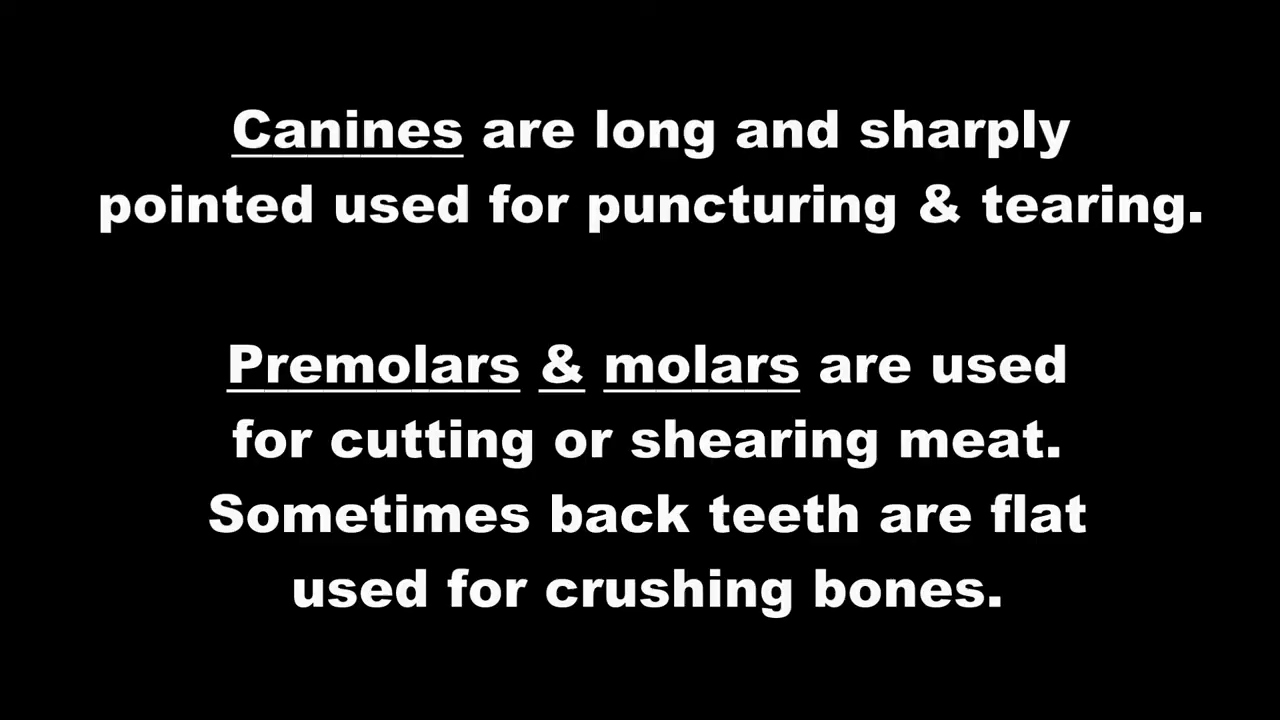 Canines are long and sharply
pointed used for puncturing & tearing.
Premolars & molars are used
for cutting or shearing meat.
Sometimes back teeth are flat
used for crushing bones.